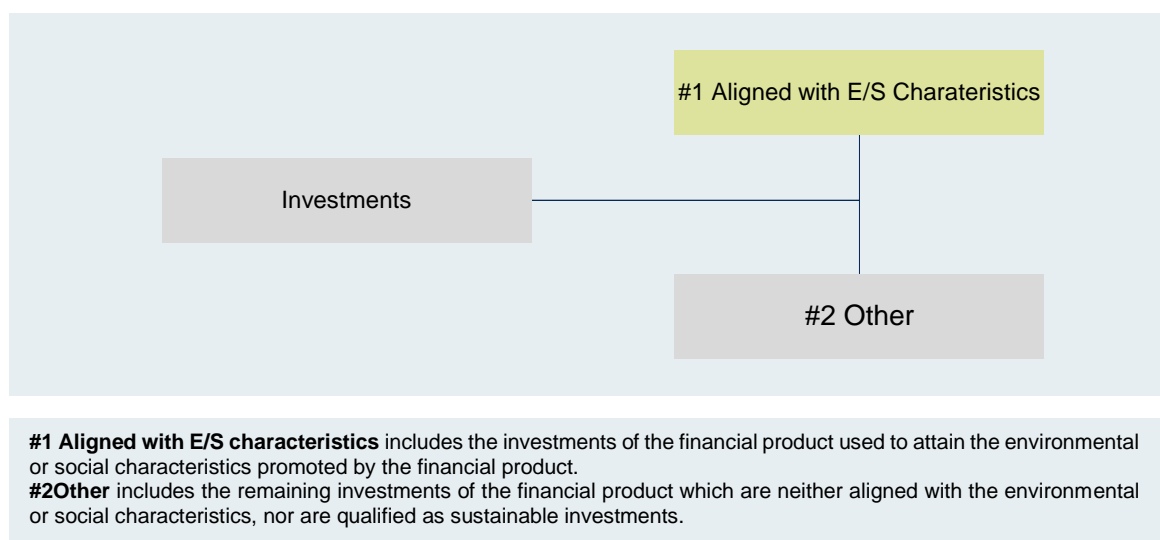 #1 Aligned with E/S Charateristics
Investments
#2 Other
#1 Aligned with E/S characteristics includes the investments of the financial product used to attain the environmental
or social characteristics promoted by the financial product.
#2Other includes the remaining investments of the financial product which are neither aligned with the environmental
or social characteristics, nor are qualified as sustainable investments.